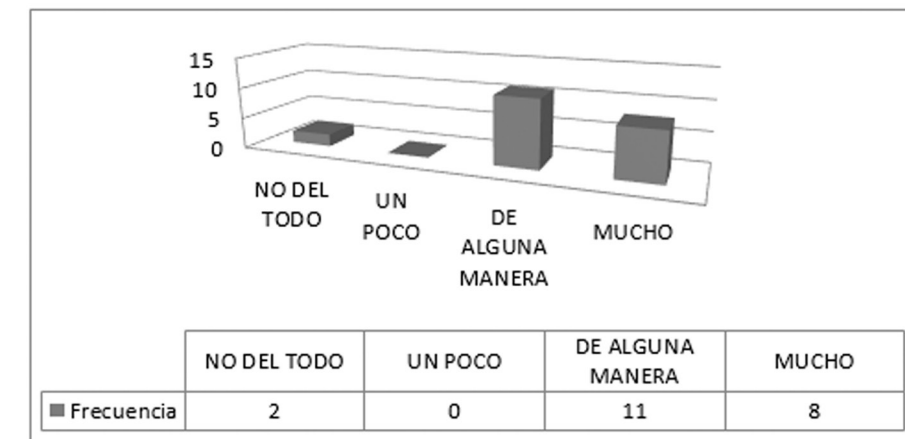 15
10
5
0
NO DEL
TODO
UN
POCO
DE
ALGUNA
MANERA
MUCHO
NO DEL TODO UN POCO DE ALGUNA MANERA MUCHO
Frecuencia 2 0 11 8